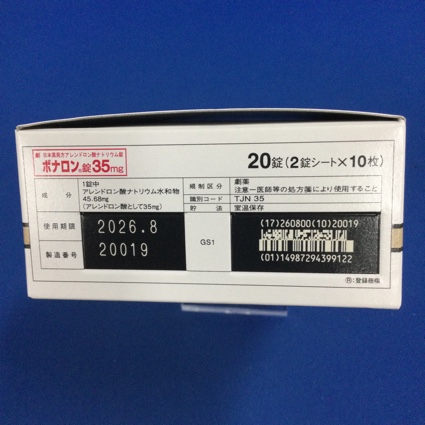 劇 日本薬局方アレンドロン酸ナトリウム錠
ボナロン®錠35mg
20錠(2錠シート×10枚)
成分
1錠中
アレンドロン酸ナトリウム水和物
45.68mg
(アレンドロン酸として35mg)
規制区分
劇薬
注意-医師等の処方箋により使用すること
識別コード
TJN 35
貯法
室温保存
使用期限
2026.8
製造番号
20019
GS1
(17)260800(10)20019
(01)14987294399122
®:登録商標